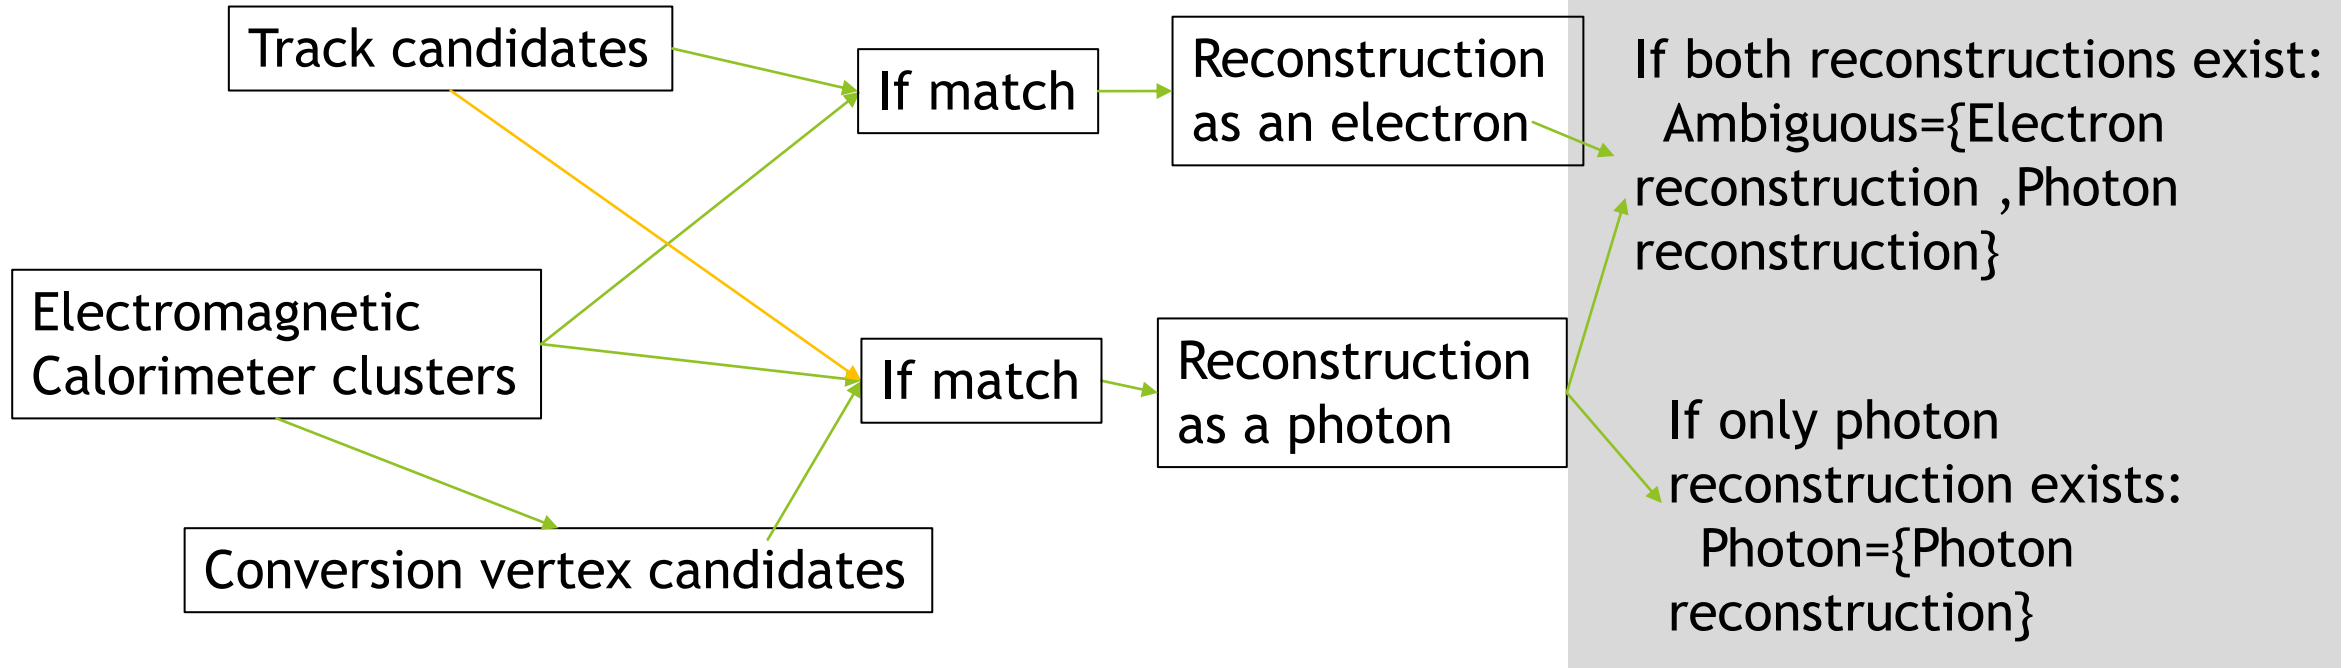 Track candidates
If match
Reconstruction
as an electron
If both reconstructions exist:
Ambiguous={Electron
reconstruction ,Photon
reconstruction}
Electromagnetic
Calorimeter clusters
If match
Reconstruction
as a photon
If only photon
reconstruction exists:
Photon={Photon
reconstruction}
Conversion vertex candidates